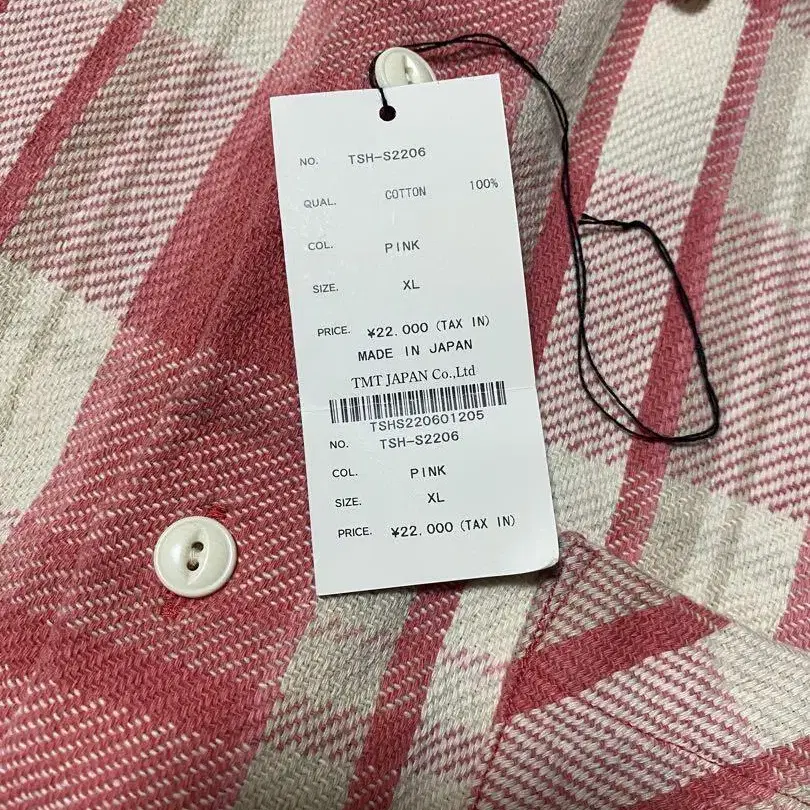 NO. TSH-S2206
QUAL. COTTON 100%
COL. PINK
SIZE. XL
PRICE. ¥22.000 (TAX IN)
MADE IN JAPAN
TMT JAPAN Co.,Ltd
TSHS220601205
NO. TSH-S2206
COL. PINK
SIZE. XL
PRICE. ¥22,000 (TAX IN)